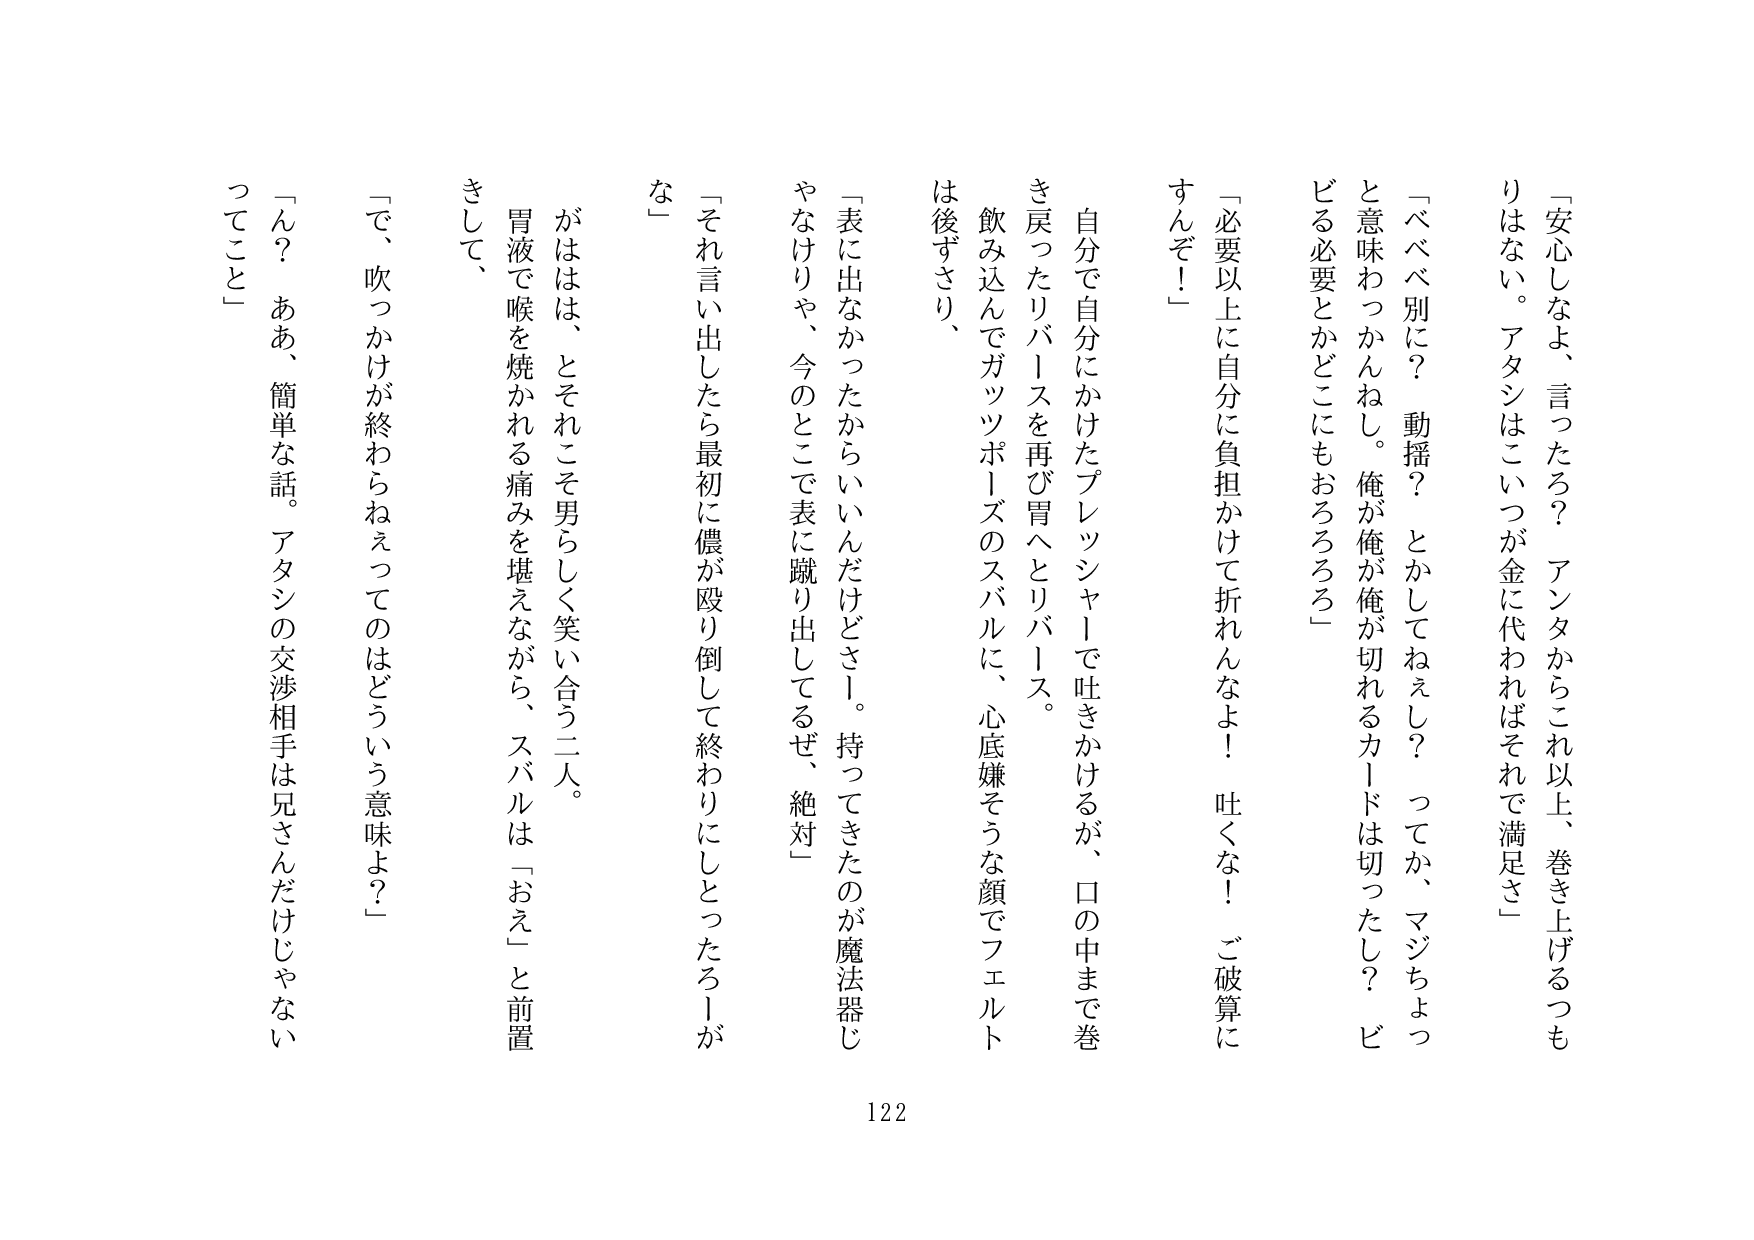 「安心しなよ、言ったろ？　アンタからこれ以上、巻き上げるつも
りはない。アタシはこいつが金に代わればそれで満足さ」
「べべべ別に？　動揺？　とかしてねぇし？　ってか、マジちょっ
と意味わっかんねし。俺が俺が俺が切れるカードは切ったし？　ビ
ビる必要とかどこにもおろろろろ」
「必要以上に自分に負担かけて折れんなよ！　吐くな！　ご破算に
すんぞ！」
　自分で自分にかけたプレッシャーで吐きかけるが、口の中まで巻
き戻ったリバースを再び胃へとリバース。
　飲み込んでガッツポーズのスバルに、心底嫌そうな顔でフェルト
は後ずさり、
「表に出なかったからいいんだけどさー。持ってきたのが魔法器じ
ゃなけりゃ、今のとこで表に蹴り出してるぜ、絶対」
「それ言い出したら最初に儂が殴り倒して終わりにしとったろーが
な」
　がははは、とそれこそ男らしく笑い合う二人。
　胃液で喉を焼かれる痛みを堪えながら、スバルは「おえ」と前置
きして、
「で、吹っかけが終わらねぇってのはどういう意味よ？」
「ん？　ああ、簡単な話。アタシの交渉相手は兄さんだけじゃない
ってこと」
122